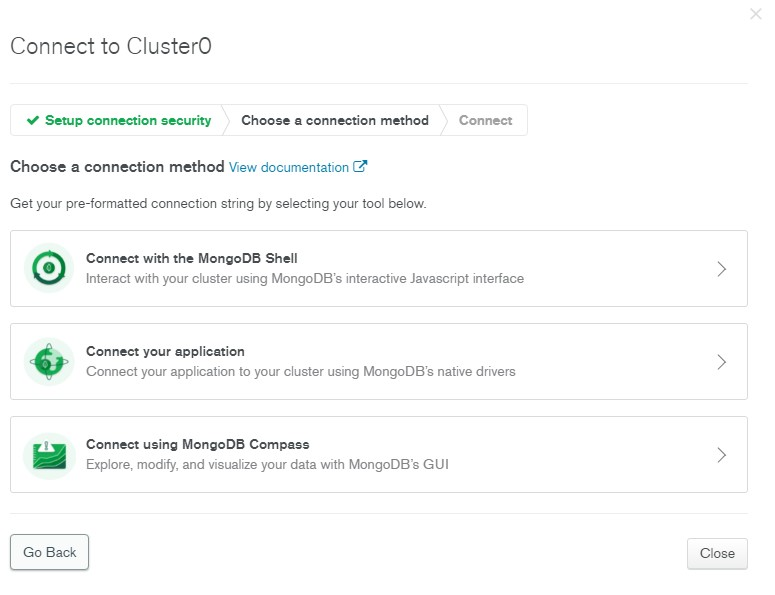 Connect to Cluster0
Setup connection security
Choose a connection method
Connect
Choose a connection method View documentation
Get your pre-formatted connection string by selecting your tool below.
Connect with the MongoDB Shell
Interact with your cluster using MongoDB's interactive Javascript interface
Connect your application
Connect your application to your cluster using MongoDB's native drivers
Connect using MongoDB Compass
Explore, modify, and visualize your data with MongoDB's GUI
Go Back
Close